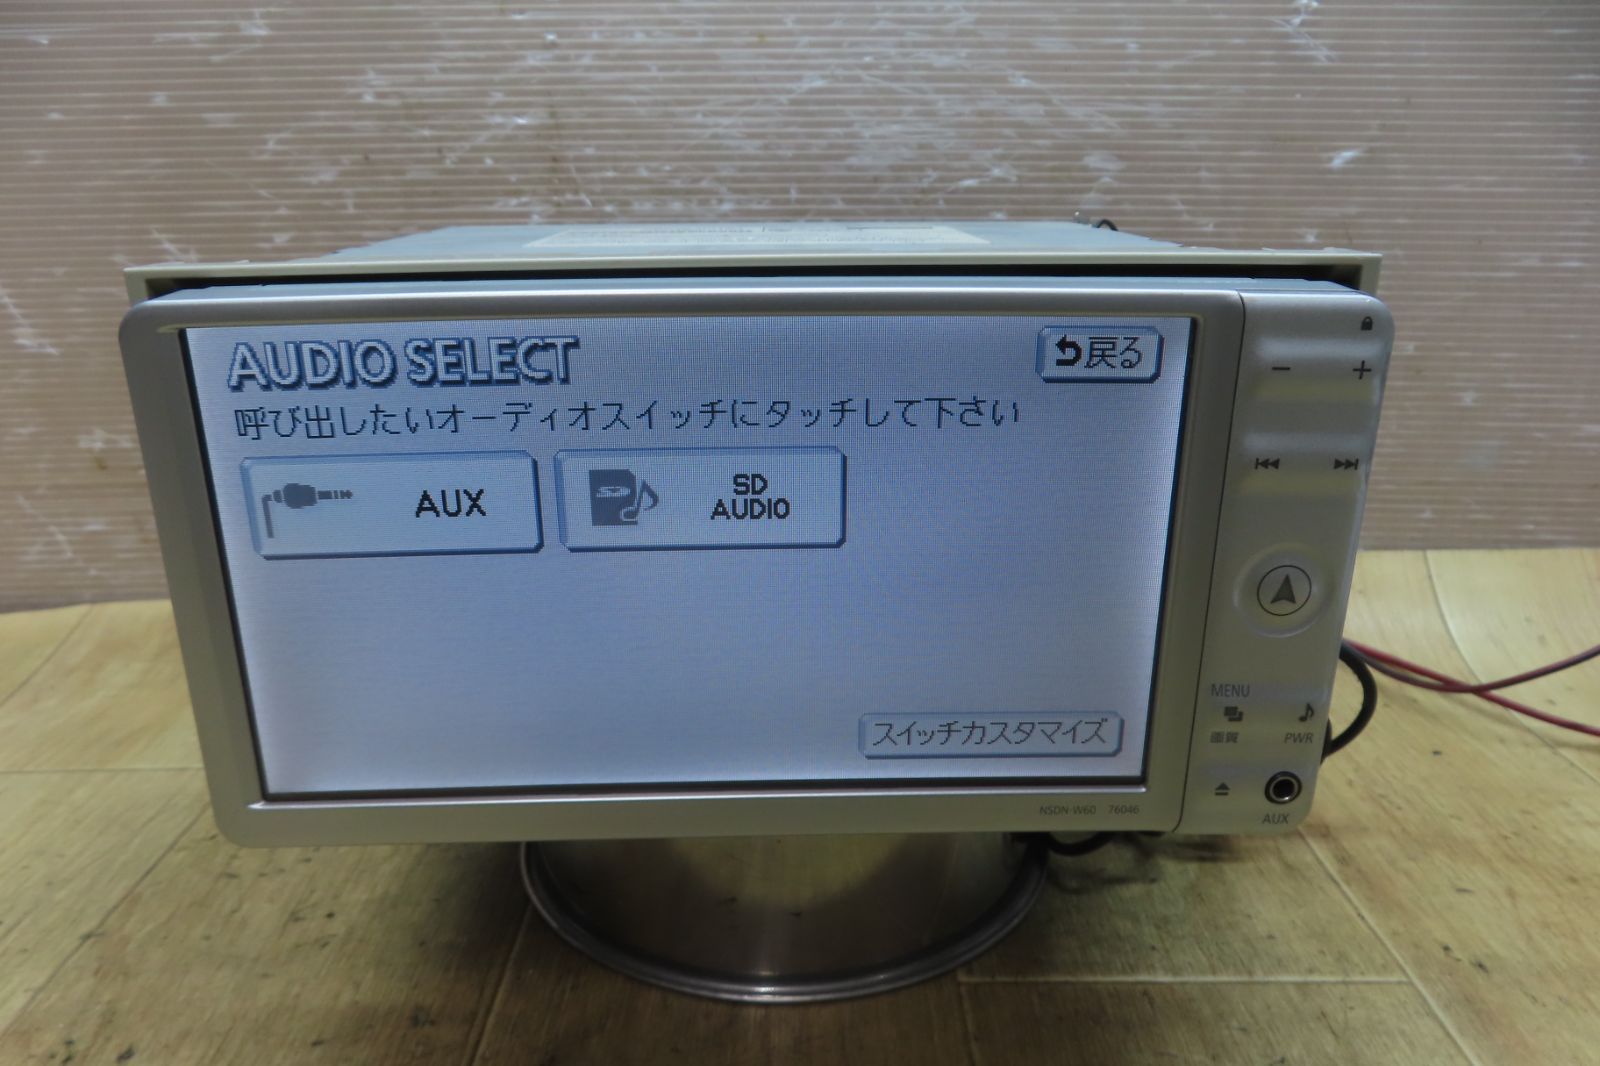 AUDIO SELECT
戻る
呼び出したいオーディオスイッチにタッチして下さい
AUX
SD
AUDIO
スイッチカスタマイズ
NSDN-W60 76046
MENU
画質
PWR
AUX